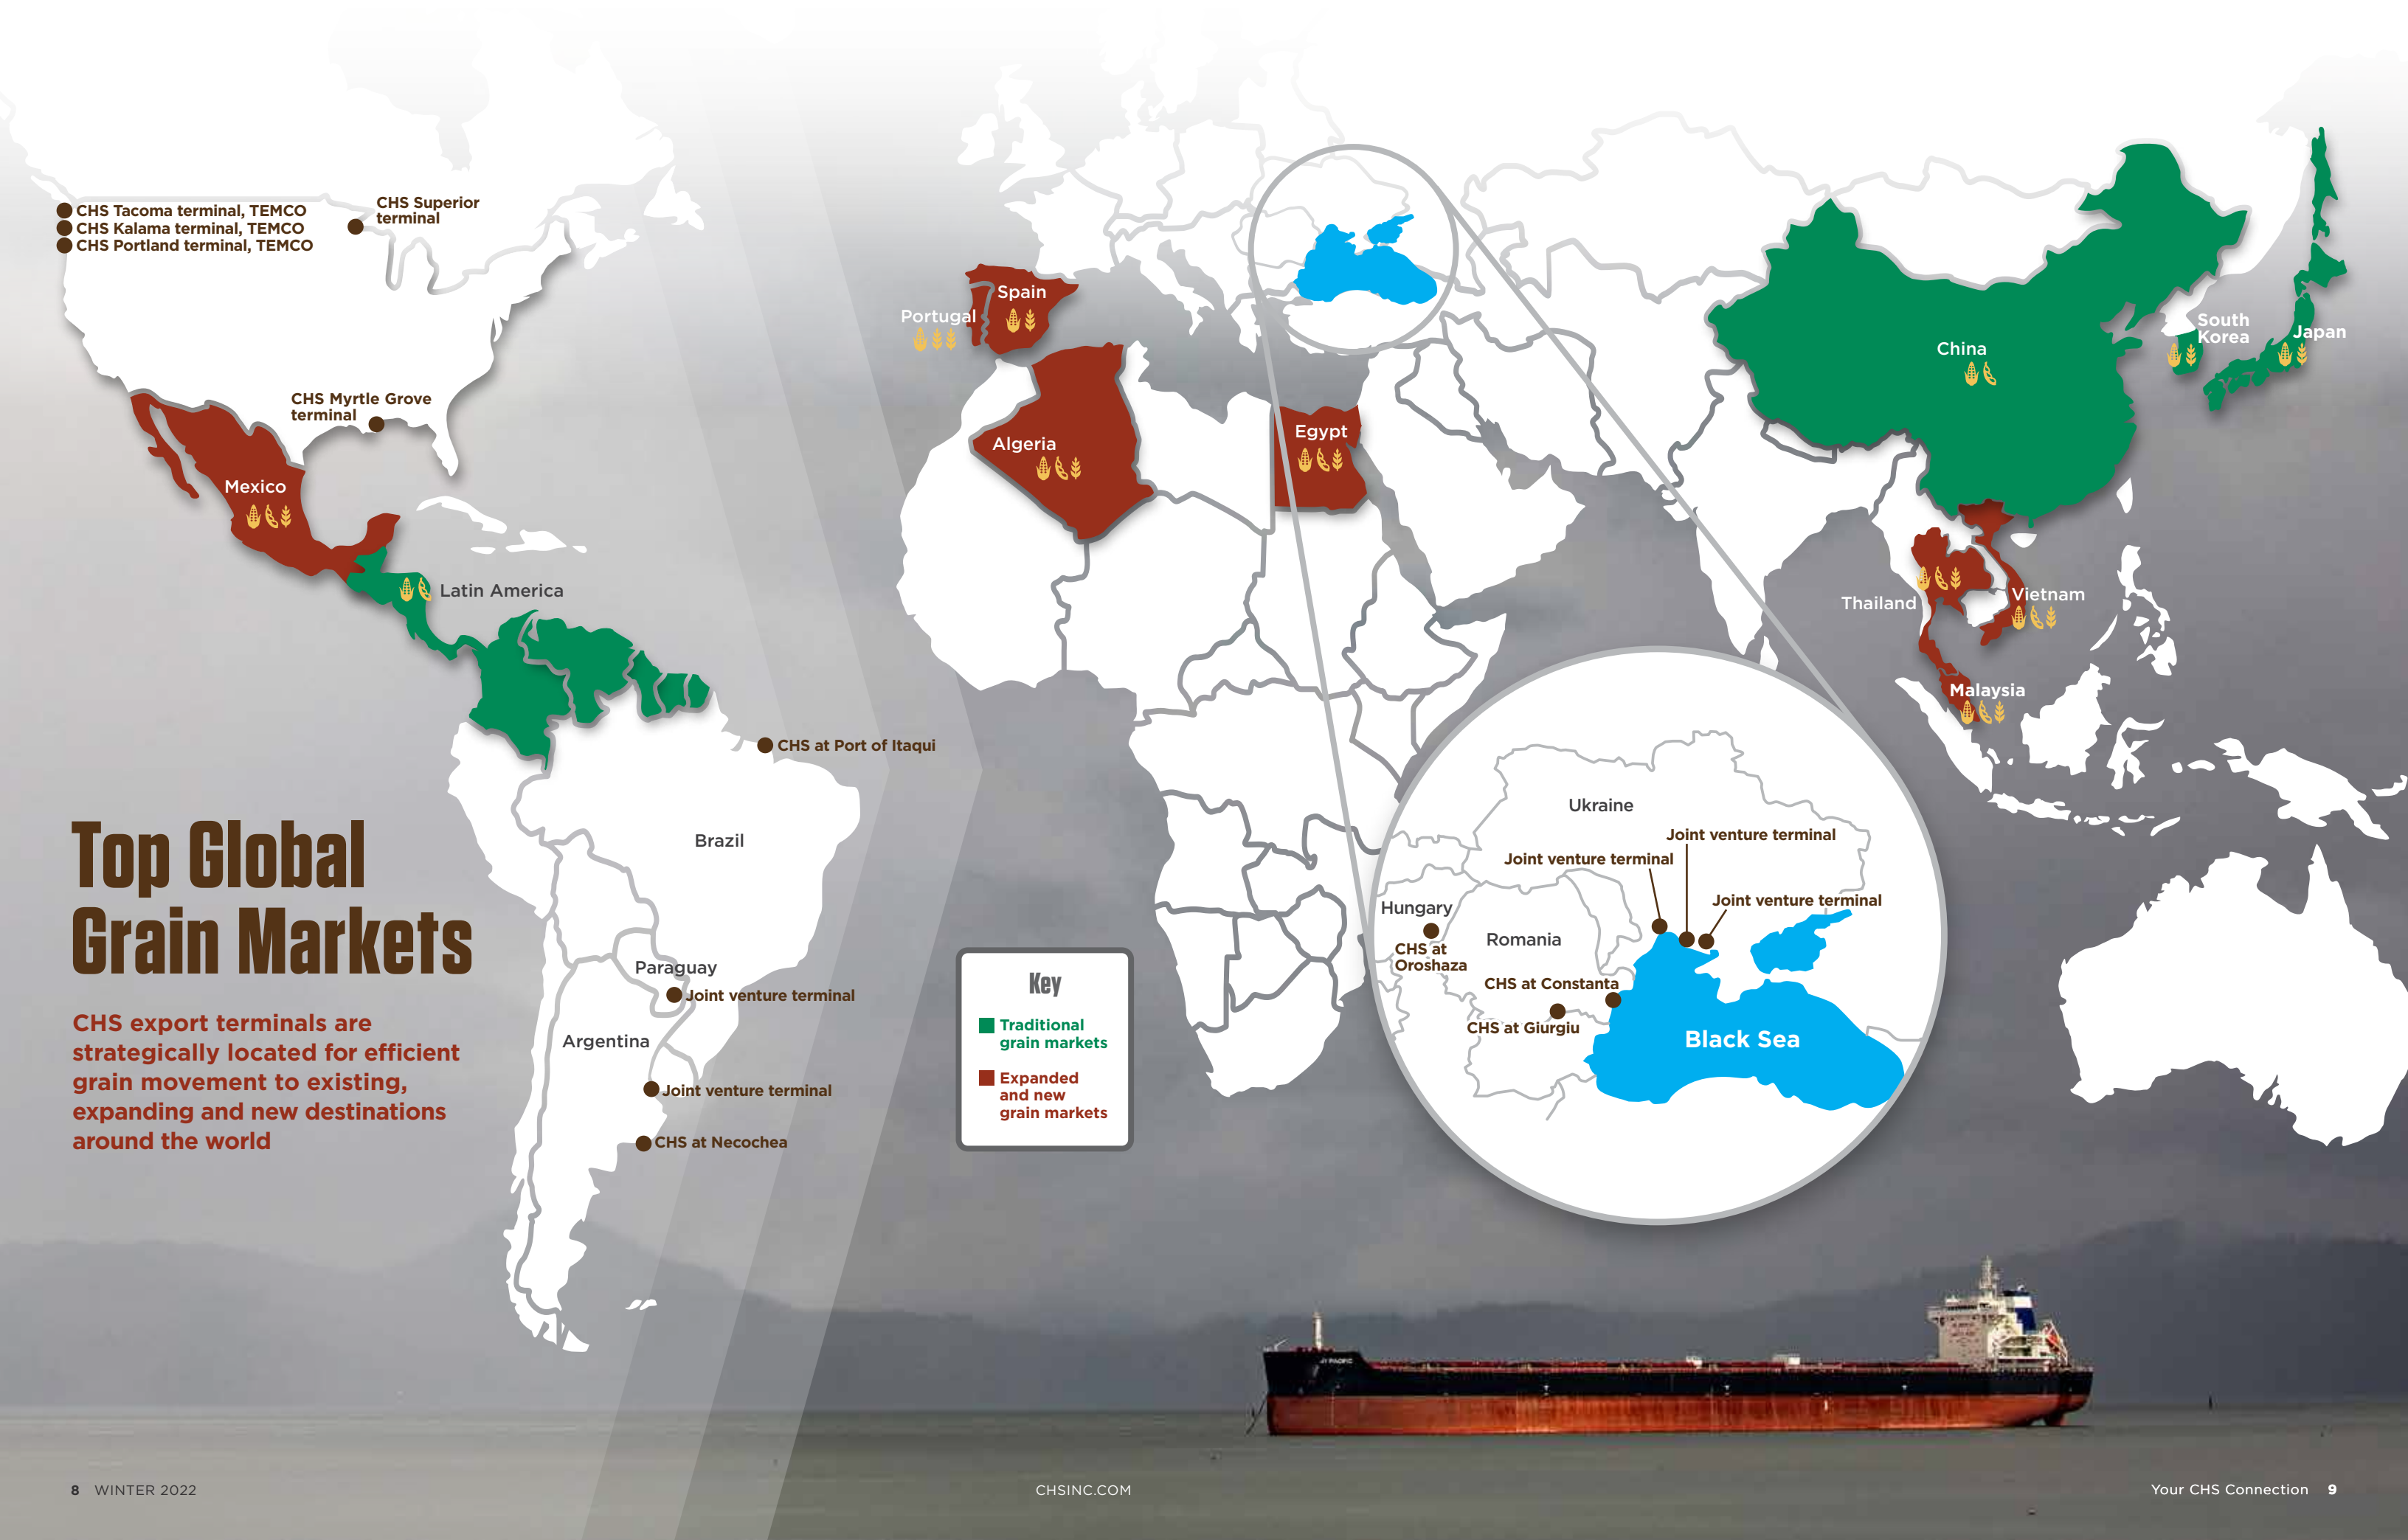 CHS Tacoma terminal, TEMCO
CHS Kalama terminal, TEMCO
CHS Portland terminal, TEMCO
CHS Superior
terminal
CHS Myrtle Grove
terminal
Mexico
Latin America
CHS at Port of Itaqui
Brazil
Paraguay
Joint venture terminal
Argentina
Joint venture terminal
CHS at Necochea
Top Global
Grain Markets
CHS export terminals are
strategically located for efficient
grain movement to existing,
expanding and new destinations
around the world
Portugal
Spain
Algeria
Egypt
China
South
Korea
Japan
Thailand
Vietnam
Malaysia
Key
Traditional
grain markets
Expanded
and new
grain markets
Ukraine
Joint venture terminal
Joint venture terminal
Joint venture terminal
Hungary
CHS at
Oroshaza
Romania
CHS at Constanta
CHS at Giurgiu
Black Sea
JY PACIFIC
8 WINTER 2022
CHSINC.COM
Your CHS Connection 9